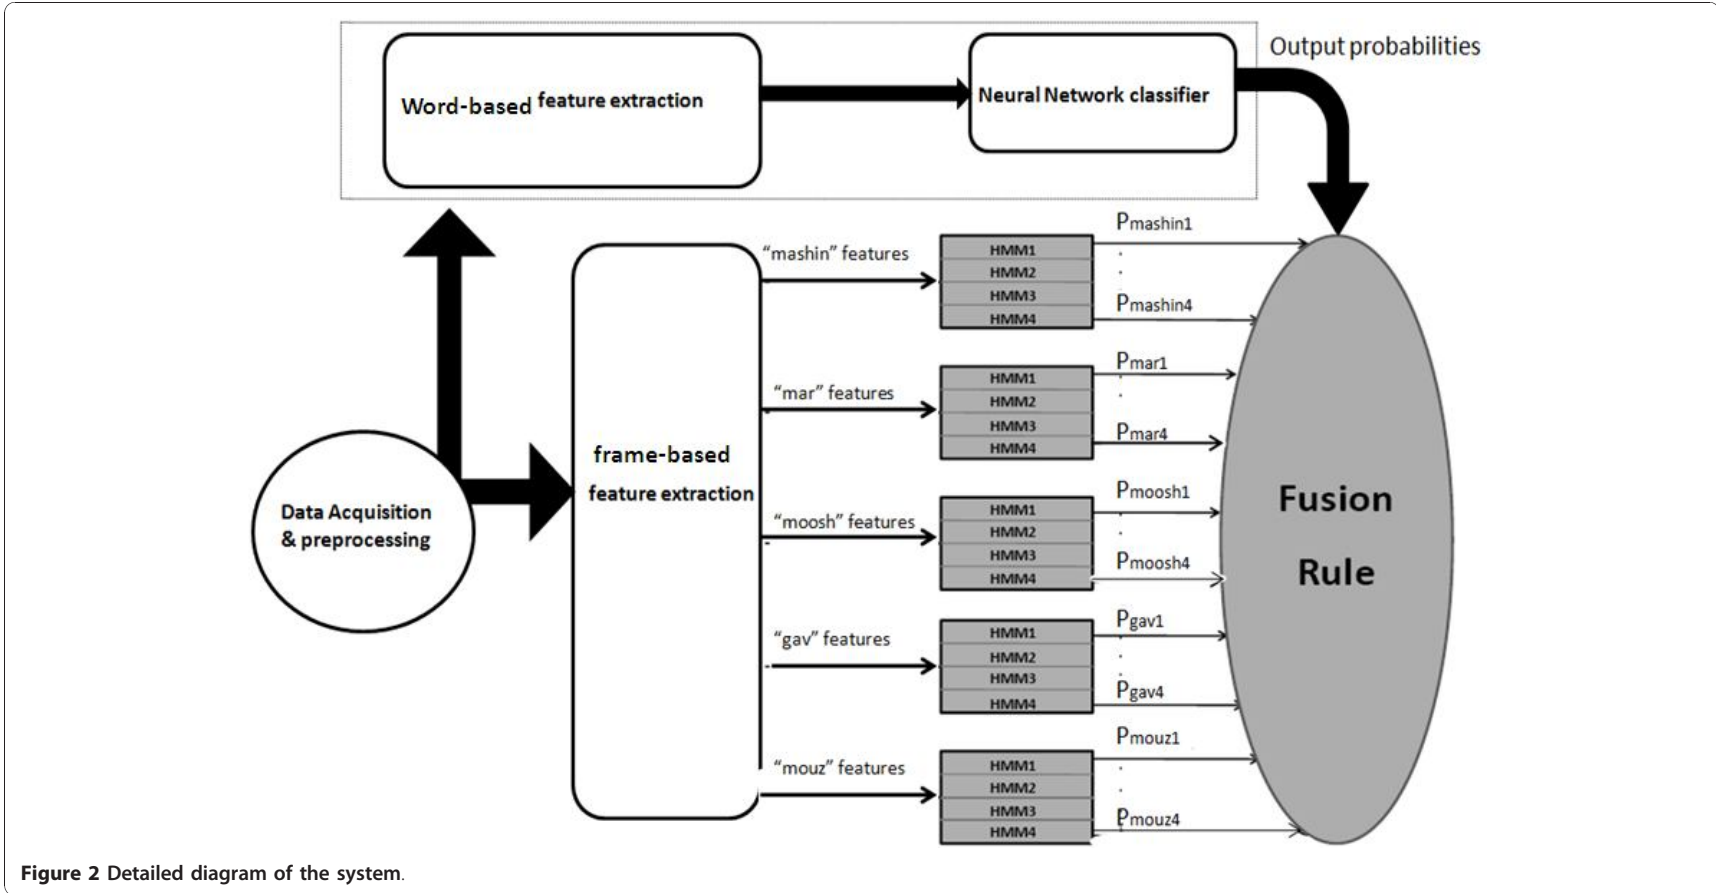 Output probabilities
Word-based feature extraction
Neural Network classifier
Data Acquisition
& preprocessing
frame-based
feature extraction
“mashin” features
HMM1
HMM2
HMM3
HMM4
Pmashin1
Pmashin4
“mar” features
HMM1
HMM2
HMM3
HMM4
Pmar1
Pmar4
“moosh” features
HMM1
HMM2
HMM3
HMM4
Pmoosh1
Pmoosh4
“gav” features
HMM1
HMM2
HMM3
HMM4
Pgav1
Pgav4
“mouz” features
HMM1
HMM2
HMM3
HMM4
Pmouz1
Pmouz4
Fusion
Rule
Figure 2 Detailed diagram of the system.